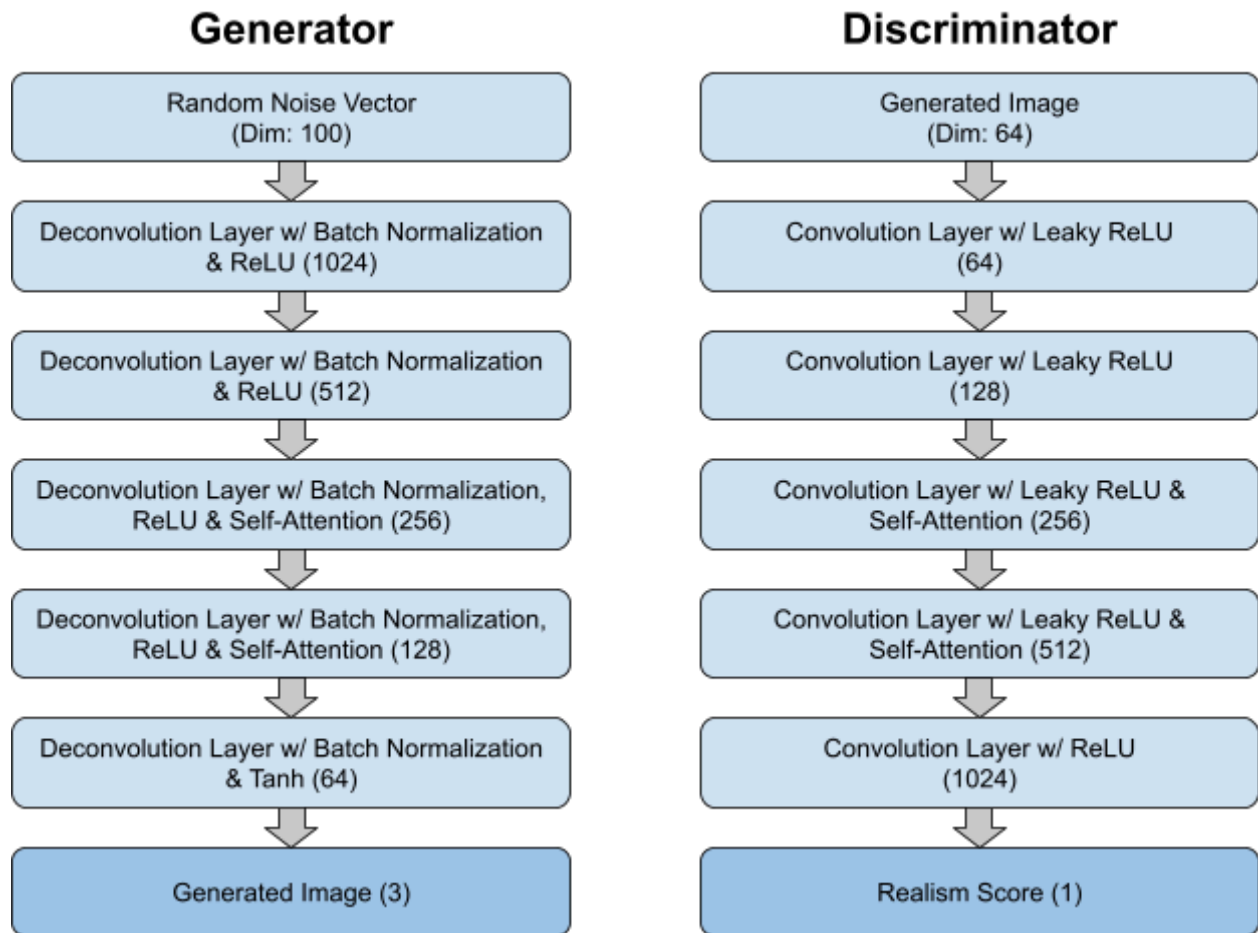 Generator
Random Noise Vector
(Dim: 100)
Deconvolution Layer w/ Batch Normalization
& ReLU (1024)
Deconvolution Layer w/ Batch Normalization
& ReLU (512)
Deconvolution Layer w/ Batch Normalization,
ReLU & Self-Attention (256)
Deconvolution Layer w/ Batch Normalization,
ReLU & Self-Attention (128)
Deconvolution Layer w/ Batch Normalization
& Tanh (64)
Generated Image (3)
Discriminator
Generated Image
(Dim: 64)
Convolution Layer w/ Leaky ReLU
(64)
Convolution Layer w/ Leaky ReLU
(128)
Convolution Layer w/ Leaky ReLU &
Self-Attention (256)
Convolution Layer w/ Leaky ReLU &
Self-Attention (512)
Convolution Layer w/ ReLU
(1024)
Realism Score (1)